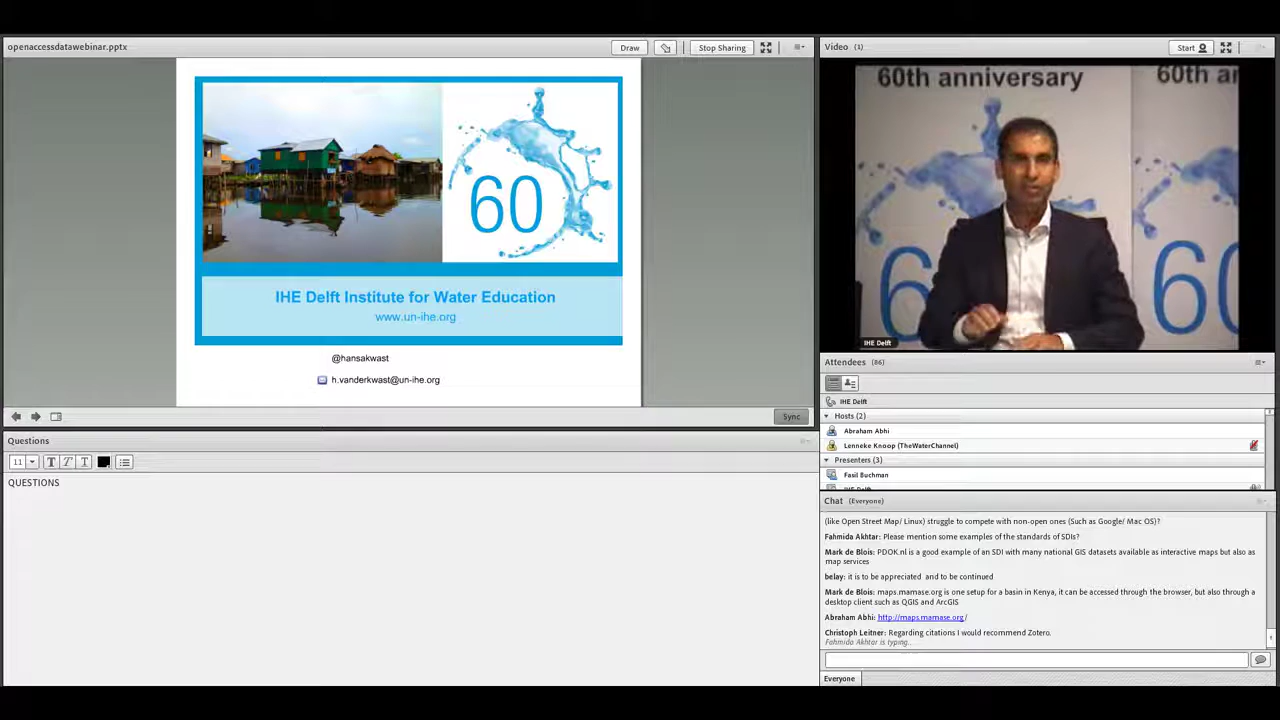 openaccessdatawebinar.pptx
Draw
Stop Sharing
60
IHE Delft Institute for Water Education
www.un-ihe.org
@hansakwast
h.vanderkwast@un-ihe.org
Sync
Questions
11
T T T
QUESTIONS
Video (1)
Start
60th anniversary
60th an
6
60
IHE Delft
Attendees (86)
IHE Delft
Hosts (2)
Abraham Abhi
Lenneke Knoop (TheWaterChannel)
Presenters (3)
Fasil Buchman
IHE Delft
Chat (Everyone)
(like Open Street Map/ Linux) struggle to compete with non-open ones (Such as Google/ Mac OS)?
Fahmida Akhtar: Please mention some examples of the standards of SDIs?
Mark de Blois: PDOK.nl is a good example of an SDI with many national GIS datasets available as interactive maps but also as
map services
belay: it is to be appreciated and to be continued
Mark de Blois: maps.mamase.org is one setup for a basin in Kenya, it can be accessed through the browser, but also through a
desktop client such as QGIS and ArcGIS
Abraham Abhi: http://maps.mamase.org/
Christoph Leitner: Regarding citations I would recommend Zotero.
Fahmida Akhtar is typing...
Everyone